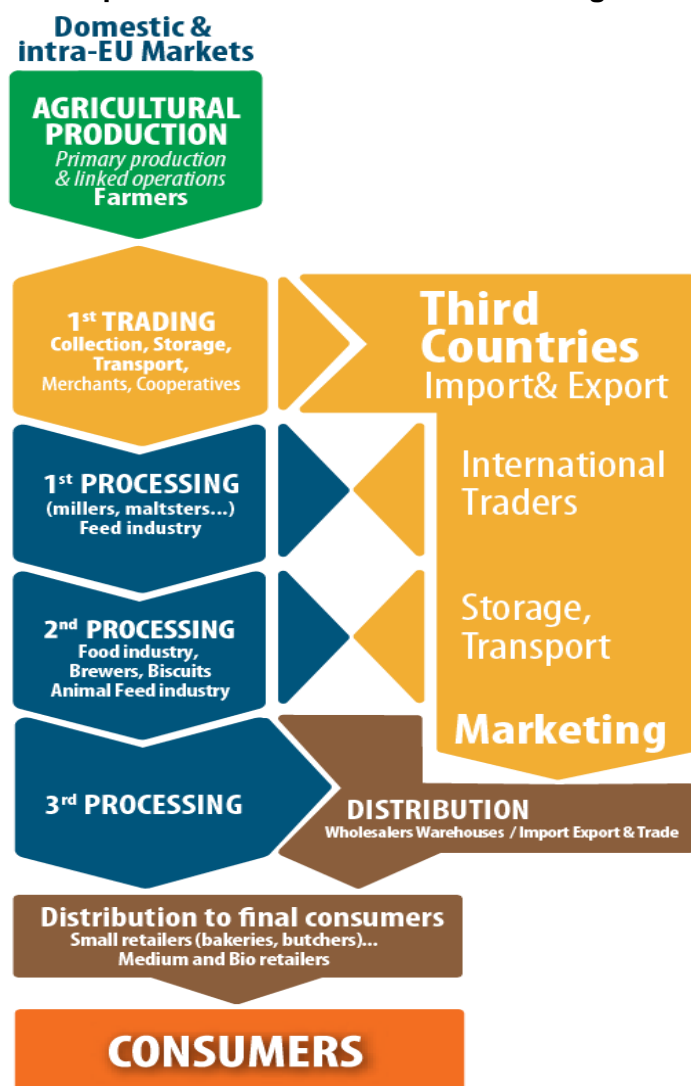 Domestic &
intra-EU Markets
AGRICULTURAL
PRODUCTION
Primary production
& linked operations
Farmers
1st TRADING
Collection, Storage,
Transport,
Merchants, Cooperatives
Third
Countries
Import& Export
1st PROCESSING
(millers, maltsters...)
Feed industry
International
Traders
2nd PROCESSING
Food industry,
Brewers, Biscuits
Animal Feed industry
Storage,
Transport
Marketing
3rd PROCESSING
DISTRIBUTION
Wholesalers Warehouses / Import Export & Trade
Distribution to final consumers
Small retailers (bakeries, butchers)...
Medium and Bio retailers
CONSUMERS